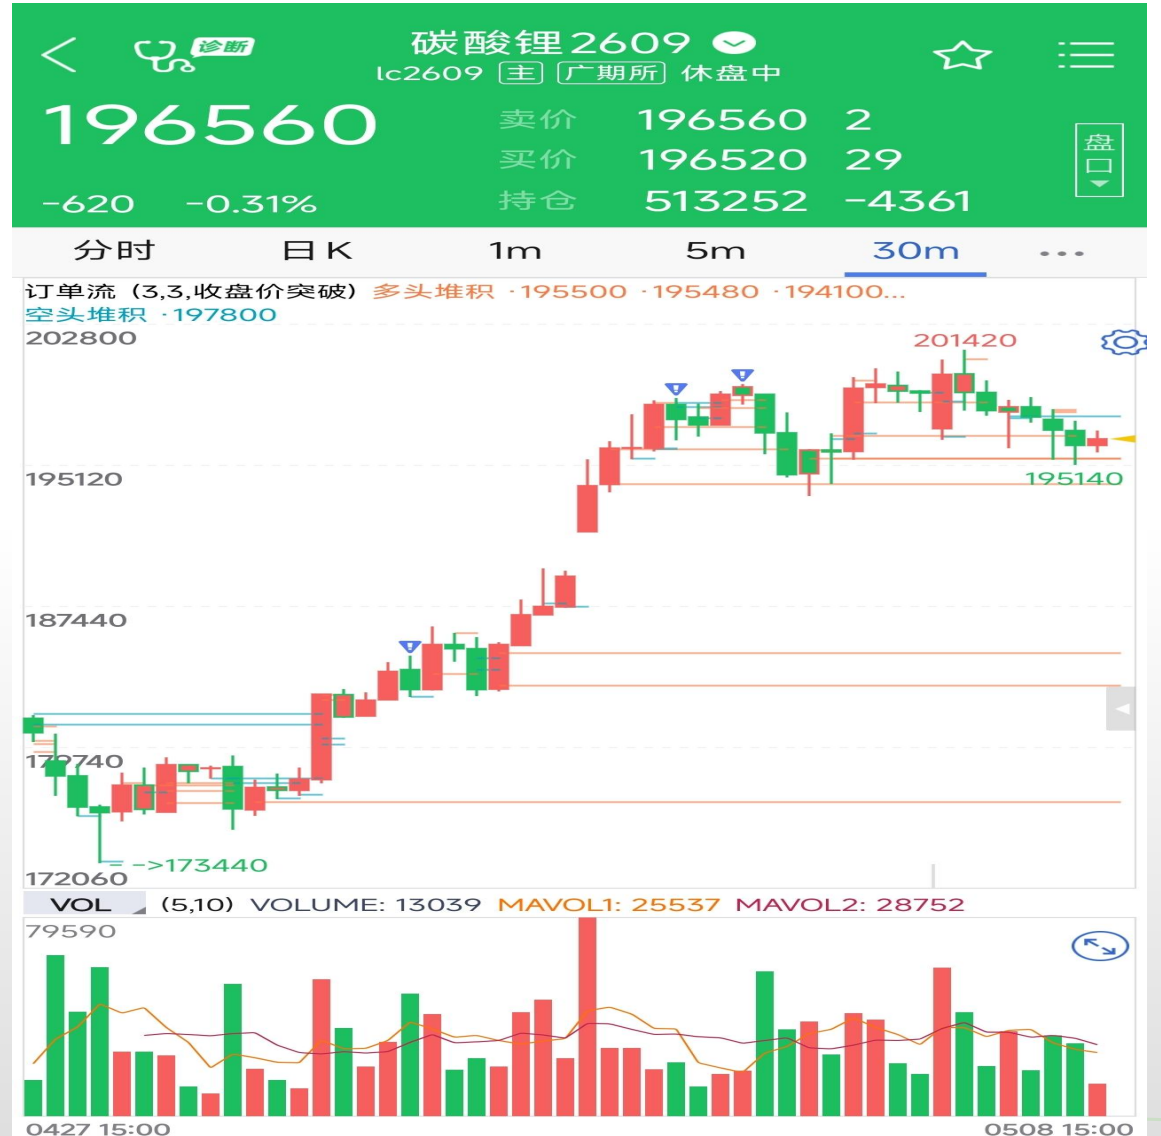 诊断
碳酸锂2609
lc2609 主 广期所 休盘中
196560
-620 -0.31%
卖价 196560 2
买价 196520 29
持仓 513252 -4361
盘口
分时 日K 1m 5m 30m ...
订单流 (3,3,收盘价突破) 多头堆积 ·195500 ·195480 ·194100...
空头堆积 ·197800
202800
201420
195120
195140
187440
179740
->173440
172060
VOL (5,10) VOLUME: 13039 MAVOL1: 25537 MAVOL2: 28752
79590
0427 15:00 0508 15:00